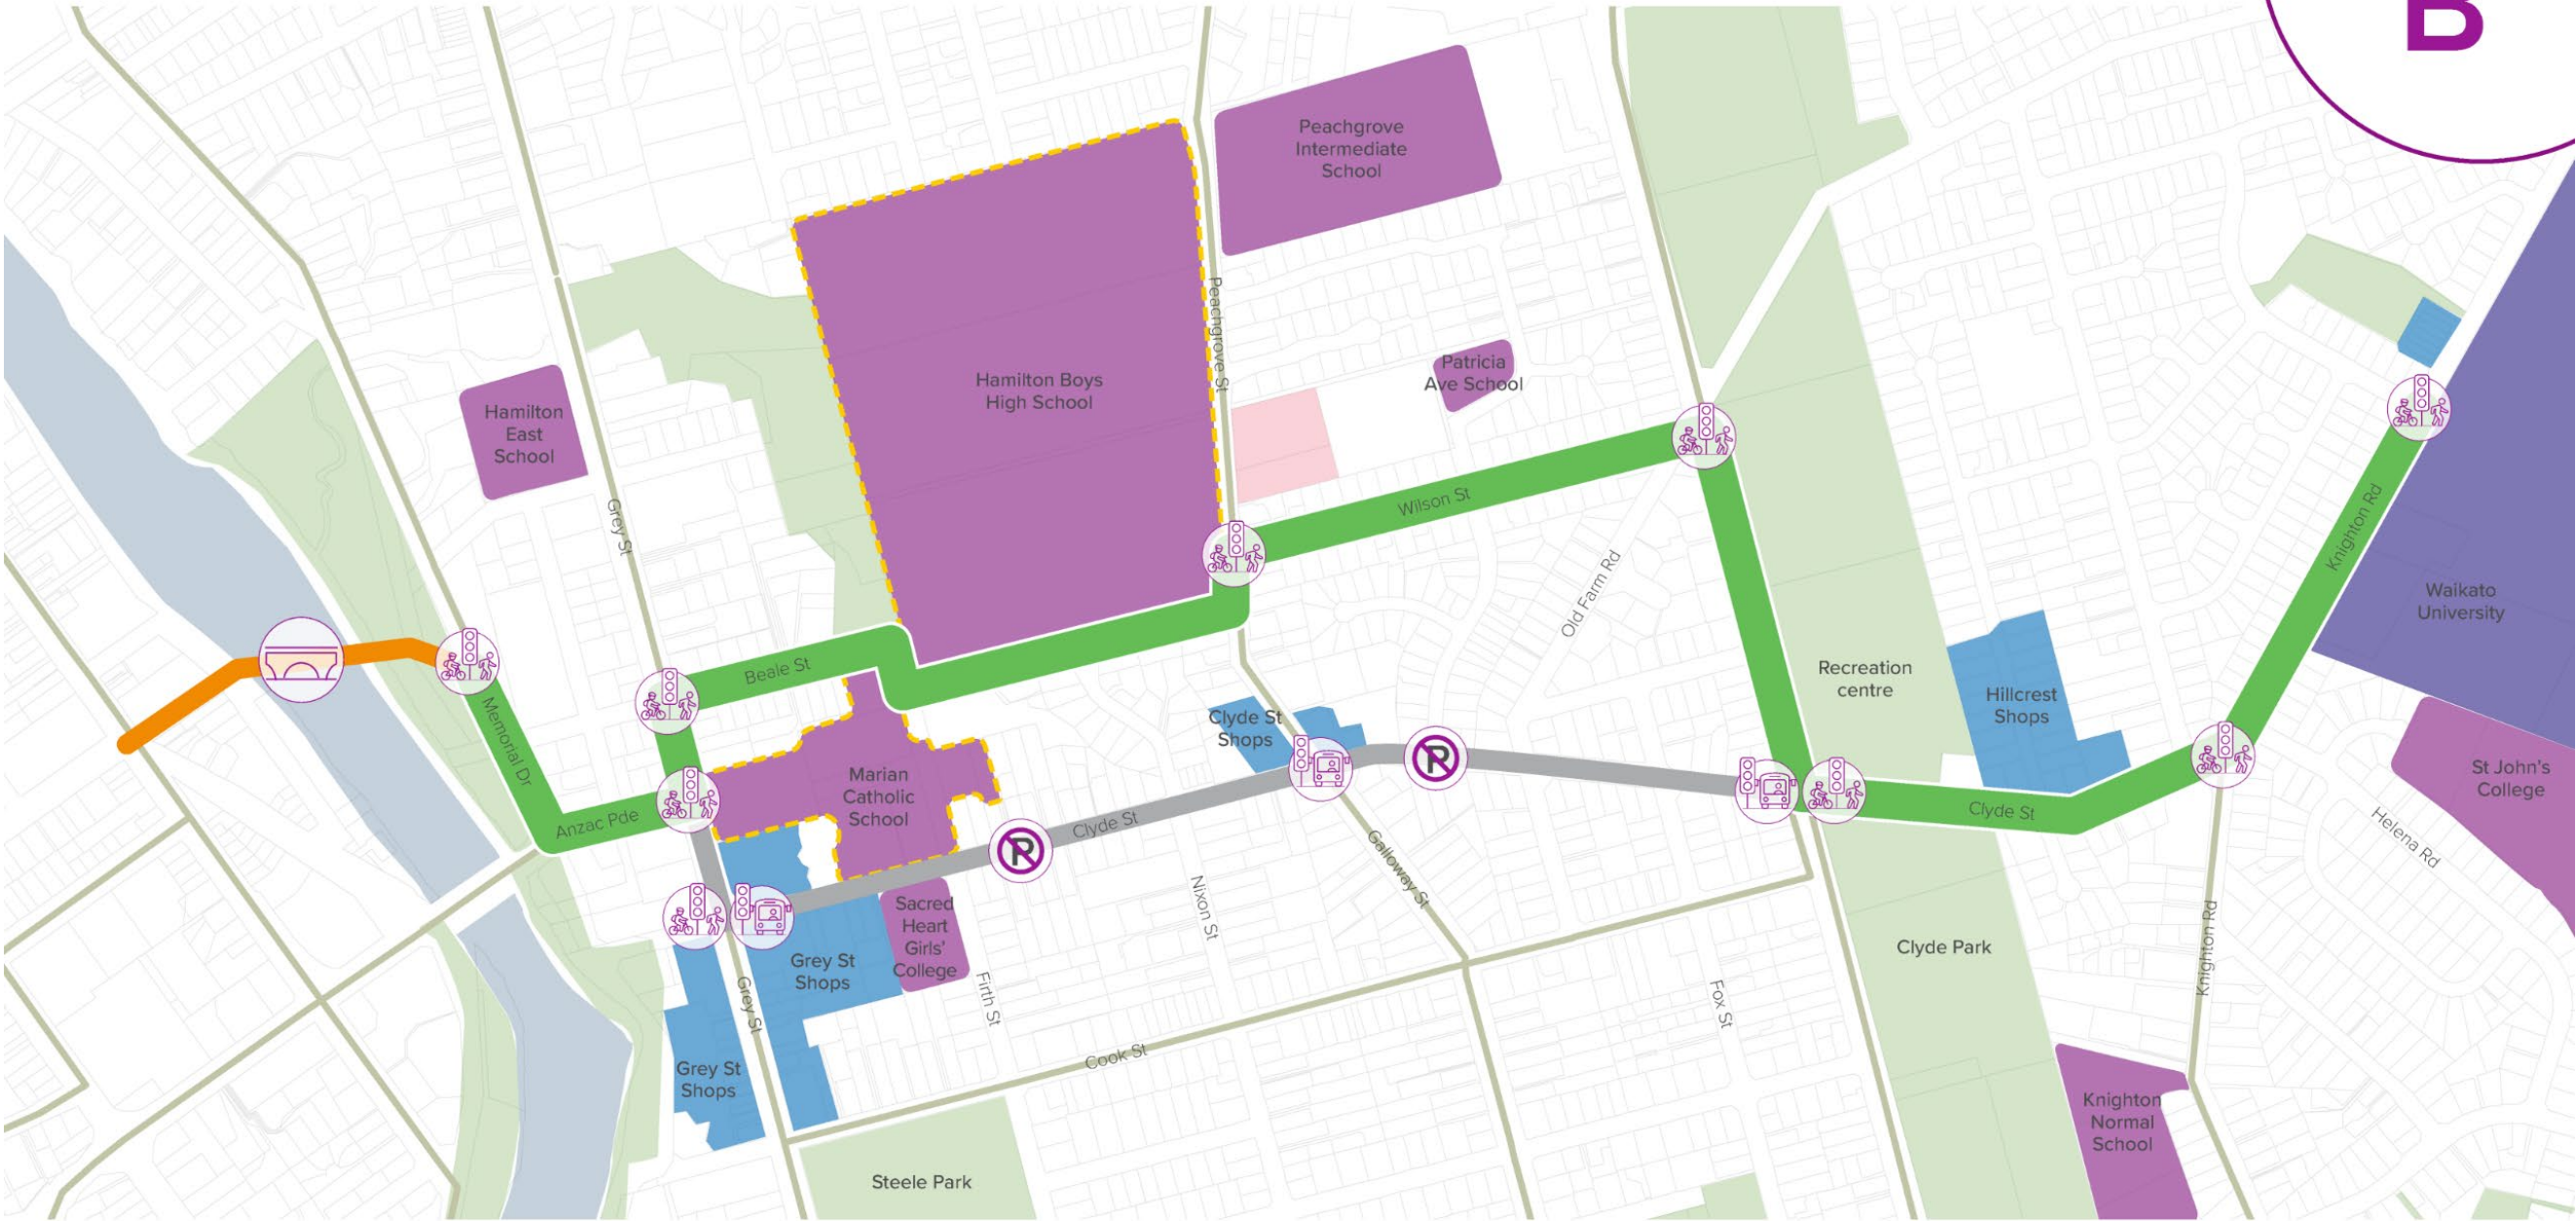 B
Peachgrove
Intermediate
School
Peachgrove St
Hamilton Boys
High School
Patricia
Ave School
Hamilton
East
School
Grey St
Wilson St
Knighton Rd
Old Farm Rd
Waikato
University
Beale St
Recreation
centre
Hillcrest
Shops
Memorial Dr
Clyde St
Shops
Marian
Catholic
School
Anzac Pde
P
Clyde St
P
Clyde St
St John's
College
Helena Rd
Galloway St
Nixon St
Sacred
Heart
Girls'
College
Grey St
Shops
Grey St
Firth St
Fox St
Clyde Park
Knighton Rd
Cook St
Grey St
Shops
Knighton
Normal
School
Steele Park